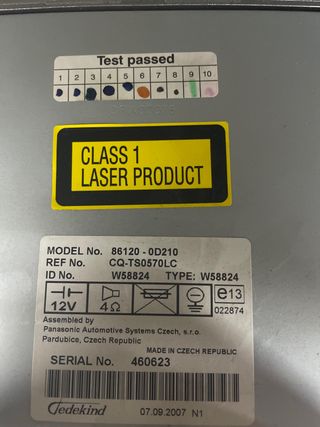 Test passed
1 2 3 4 5 6 7 8 9 10
CLASS 1
LASER PRODUCT
MODEL No. 86120 - 0D210
REF No. CQ-TS0570LC
ID No. W58824 TYPE: W58824
12V 4Ω e13
022874
Assembled by
Panasonic Automotive Systems Czech, s.r.o.
Pardubice, Czech Republic
MADE IN CZECH REPUBLIC
SERIAL No. 460623
Jedekind 07.09.2007 N1